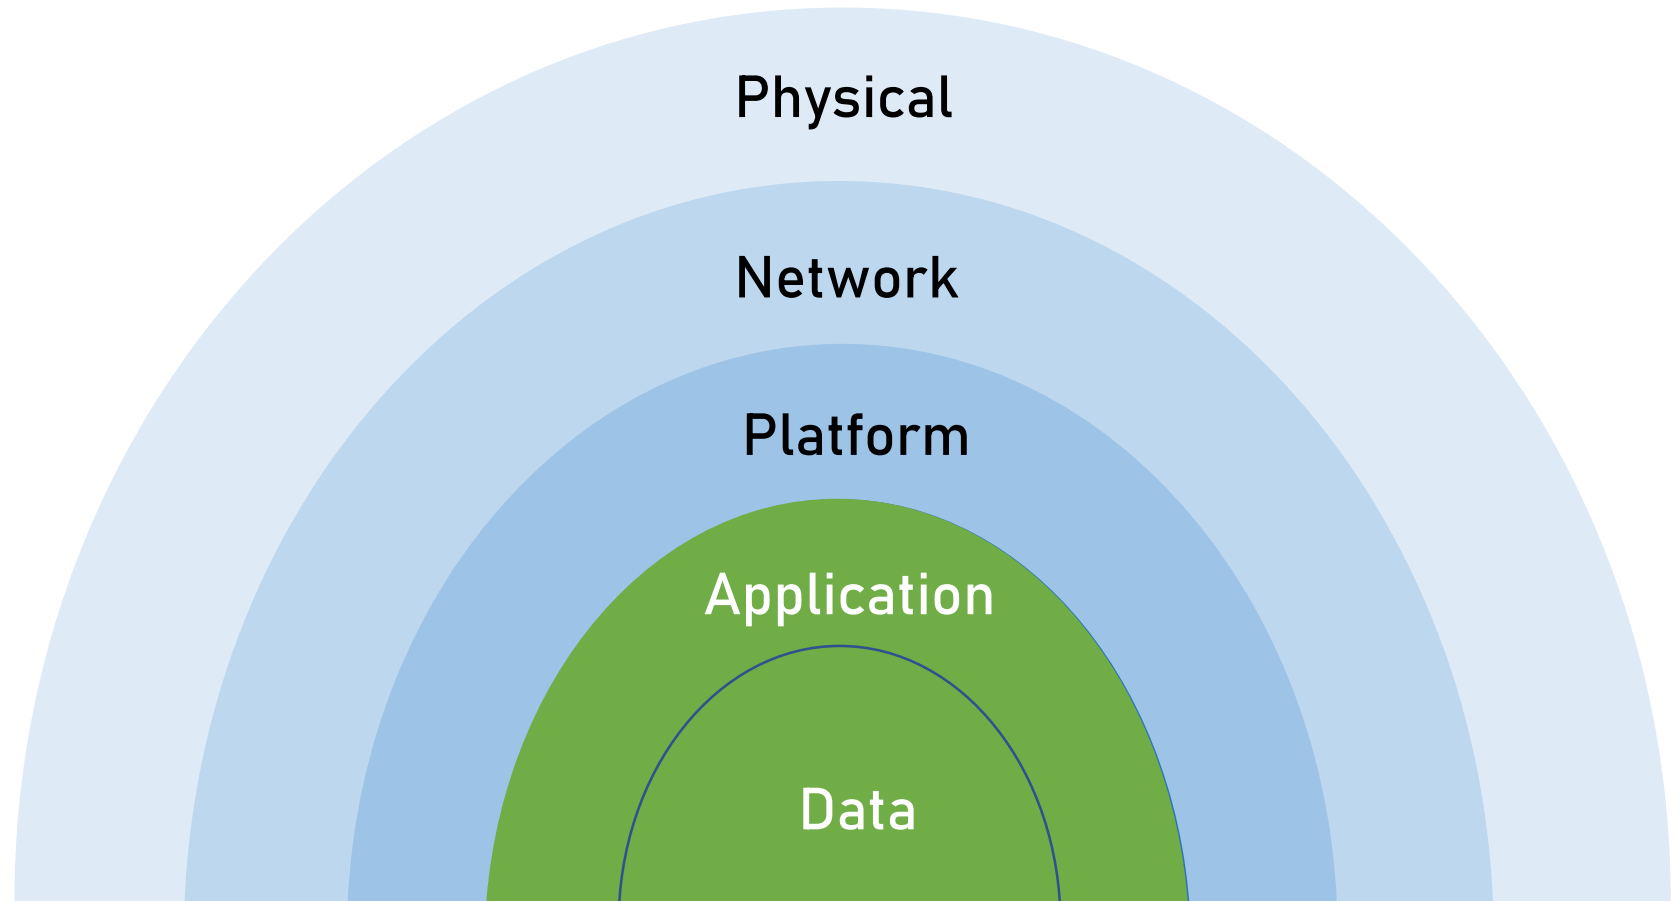 Physical
Network
Platform
Application
Data